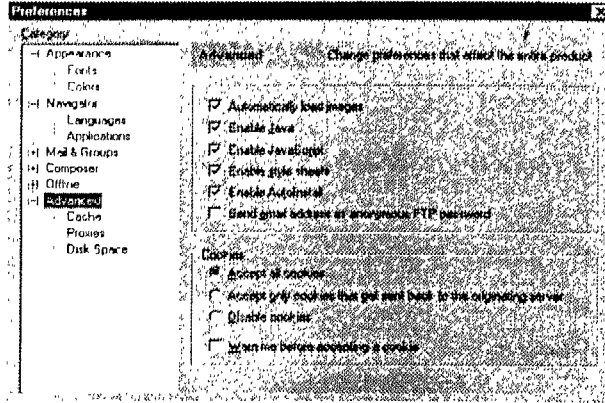 Preferences
Category
Appearance
Fonts
Colors
Navigator
Languages
Applications
Mail & Groups
Composer
Offline
Advanced
Cache
Proxies
Disk Space
Advanced Change preferences that affect the entire product
Automatically load images
Enable Java
Enable JavaScript
Enable style sheets
Enable AutoInstall
Send email address as anonymous FTP password
Cookies
Accept all cookies
Accept only cookies that get sent back to the originating server
Disable cookies
Warn me before accepting a cookie